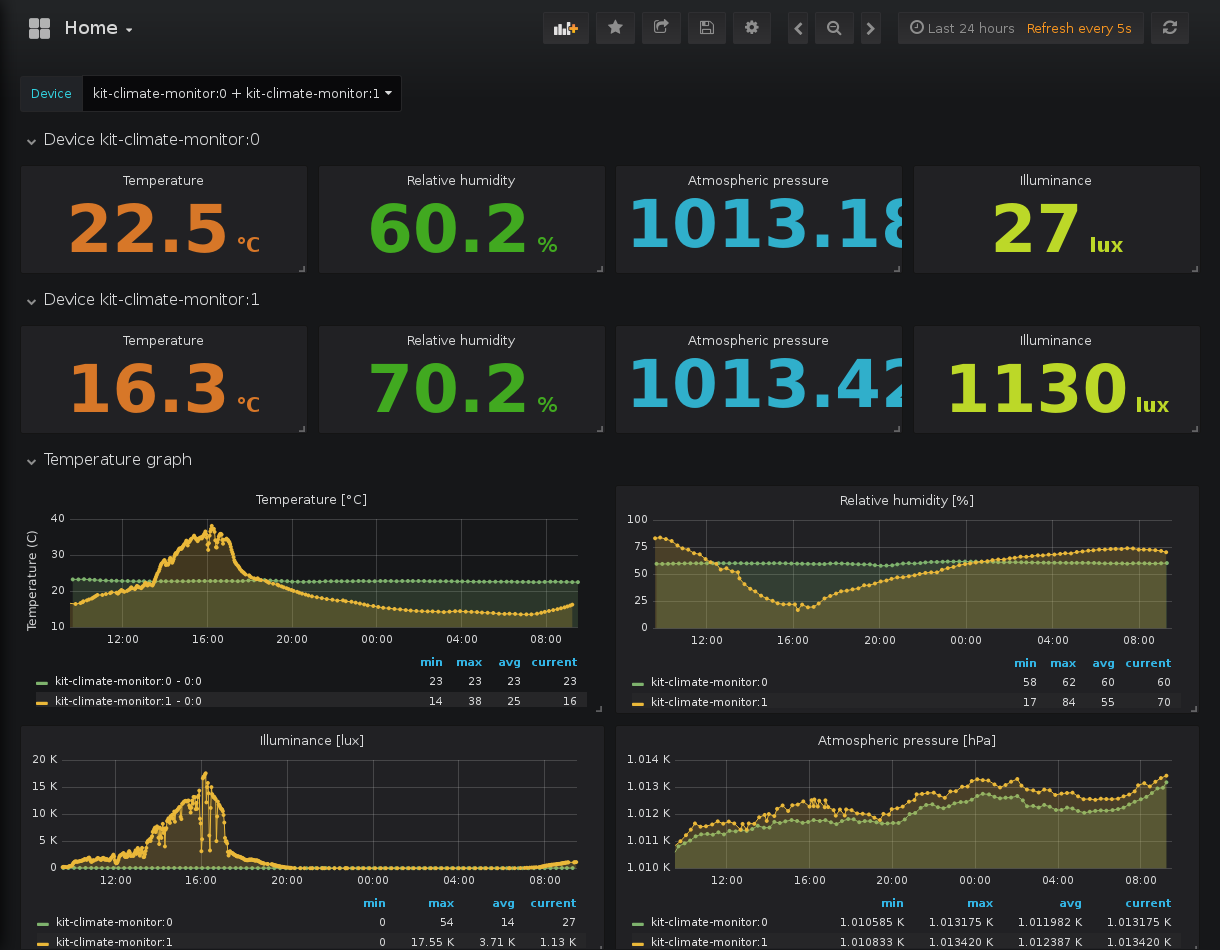 Home
Last 24 hours Refresh every 5s
Device kit-climate-monitor:0 + kit-climate-monitor:1
Device kit-climate-monitor:0
Temperature Relative humidity Atmospheric pressure Illuminance
22.5 °C 60.2 % 1013.18 27 lux
Device kit-climate-monitor:1
Temperature Relative humidity Atmospheric pressure Illuminance
16.3 °C 70.2 % 1013.42 1130 lux
Temperature graph
Temperature [°C]
Temperature (C)
40
30
20
10
12:00 16:00 20:00 00:00 04:00 08:00
min max avg current
kit-climate-monitor:0 - 0:0 23 23 23 23
kit-climate-monitor:1 - 0:0 14 38 25 16
Relative humidity [%]
100
75
50
25
0
12:00 16:00 20:00 00:00 04:00 08:00
min max avg current
kit-climate-monitor:0 58 62 60 60
kit-climate-monitor:1 17 84 55 70
Illuminance [lux]
20 K
15 K
10 K
5 K
0
12:00 16:00 20:00 00:00 04:00 08:00
min max avg current
kit-climate-monitor:0 0 54 14 27
kit-climate-monitor:1 0 17.55 K 3.71 K 1.13 K
Atmospheric pressure [hPa]
1.014 K
1.013 K
1.012 K
1.011 K
1.010 K
12:00 16:00 20:00 00:00 04:00 08:00
min max avg current
kit-climate-monitor:0 1.010585 K 1.013175 K 1.011982 K 1.013175 K
kit-climate-monitor:1 1.010833 K 1.013420 K 1.012387 K 1.013420 K